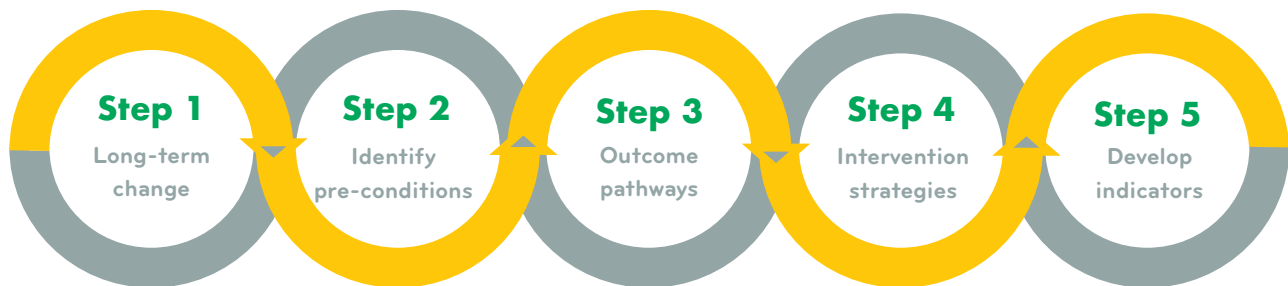 Step 1
Long-term
change
Step 2
Identify
pre-conditions
Step 3
Outcome
pathways
Step 4
Intervention
strategies
Step 5
Develop
indicators